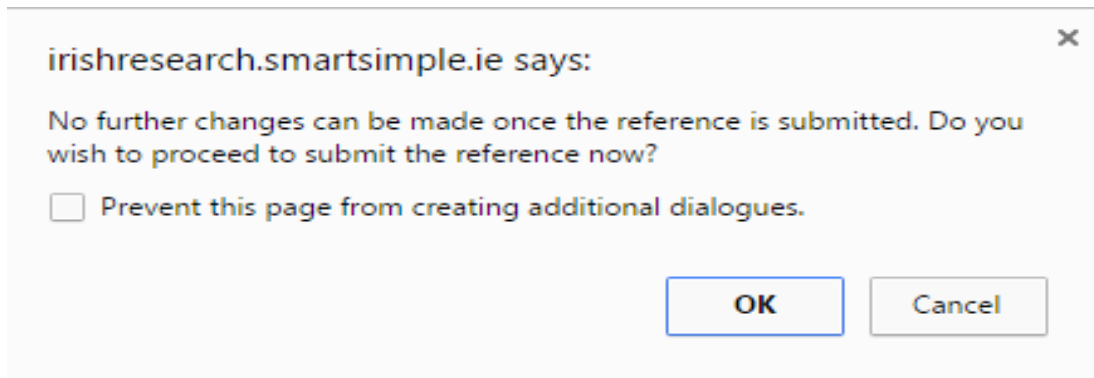 irishresearch.smartsimple.ie says:
No further changes can be made once the reference is submitted. Do you
wish to proceed to submit the reference now?
Prevent this page from creating additional dialogues.
OK Cancel